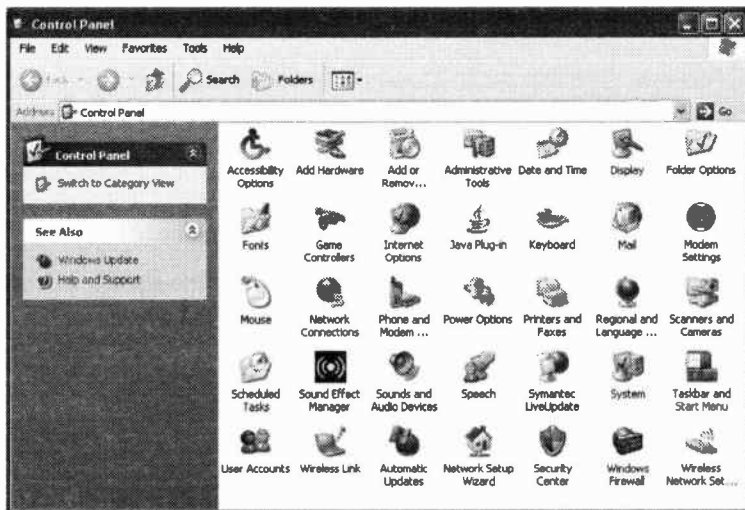 Control Panel
File Edit View Favorites Tools Help
Back Search Folders
Address Control Panel Go
Control Panel
Switch to Category View
See Also
Windows Update
Help and Support
Accessibility Options
Add Hardware
Add or Remov...
Administrative Tools
Date and Time
Display
Folder Options
Fonts
Game Controllers
Internet Options
Java Plug-in
Keyboard
Mail
Modem Settings
Mouse
Network Connections
Phone and Modem ...
Power Options
Printers and Faxes
Regional and Language ...
Scanners and Cameras
Scheduled Tasks
Sound Effect Manager
Sounds and Audio Devices
Speech
Symantec LiveUpdate
System
Taskbar and Start Menu
User Accounts
Wireless Link
Automatic Updates
Network Setup Wizard
Security Center
Windows Firewall
Wireless Network Set ...